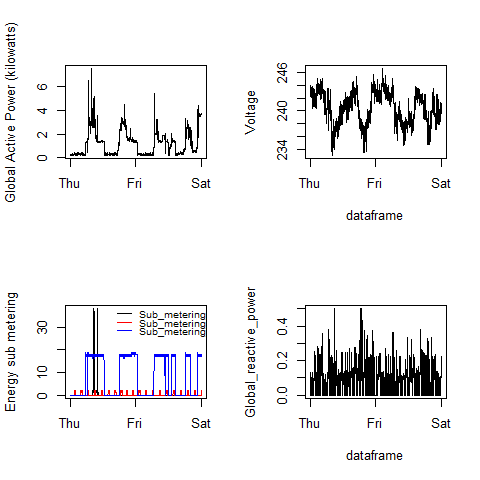 Global Active Power (kilowatts)
0 2 4 6
Thu Fri Sat
Voltage
234 240 246
Thu Fri Sat
dataframe
Energy sub metering
0 10 30
Sub_metering
Sub_metering
Sub_metering
Thu Fri Sat
Global_reactive_power
0.0 0.2 0.4
Thu Fri Sat
dataframe